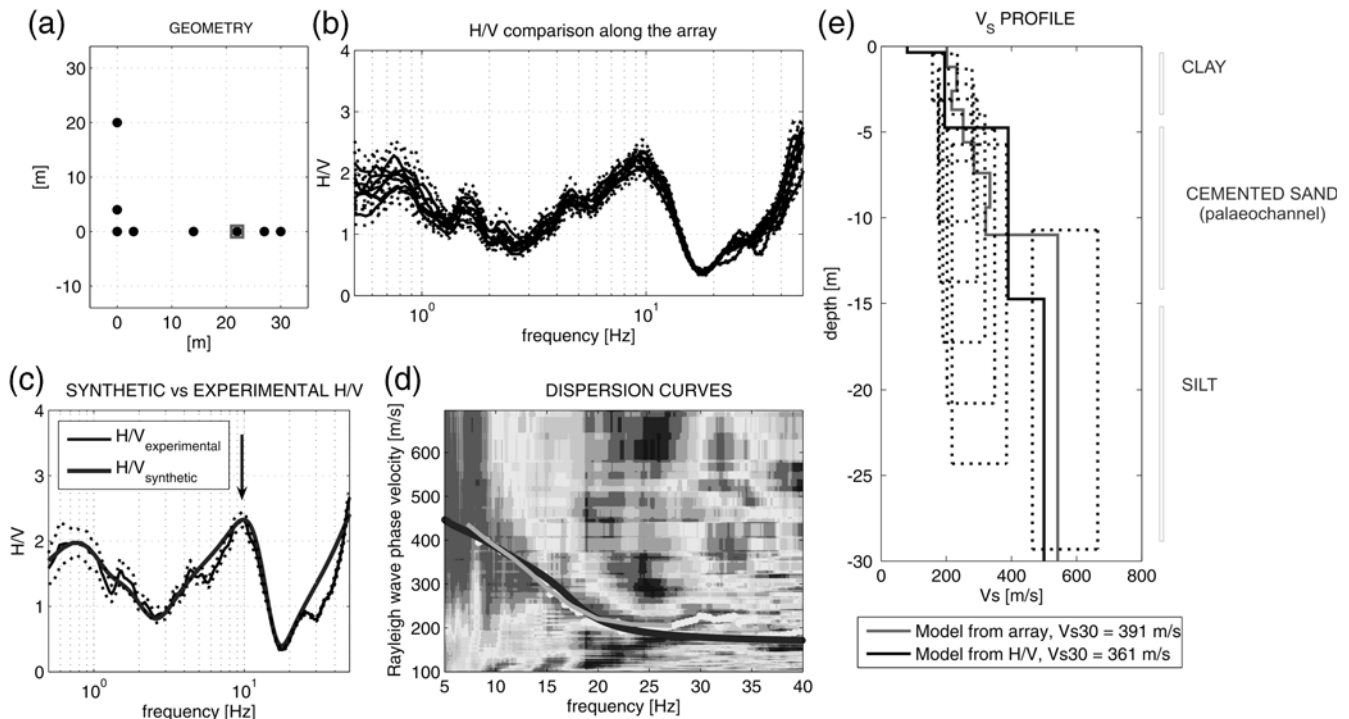 (a)
GEOMETRY
30
20
10
0
-10
[m]
0 10 20 30
[m]
(b)
H/V comparison along the array
4
3
2
1
0
H/V
10^0 10^1
frequency [Hz]
(c)
SYNTHETIC vs EXPERIMENTAL H/V
4
3
2
1
0
H/V
H/V_experimental
H/V_synthetic
10^0 10^1
frequency [Hz]
(d)
DISPERSION CURVES
600
500
400
300
200
100
Rayleigh wave phase velocity [m/s]
5 10 15 20 25 30 35 40
frequency [Hz]
(e)
V_S PROFILE
0
-5
-10
-15
-20
-25
-30
depth [m]
0 200 400 600 800
Vs [m/s]
CLAY
CEMENTED SAND
(palaeochannel)
SILT
Model from array, Vs30 = 391 m/s
Model from H/V, Vs30 = 361 m/s